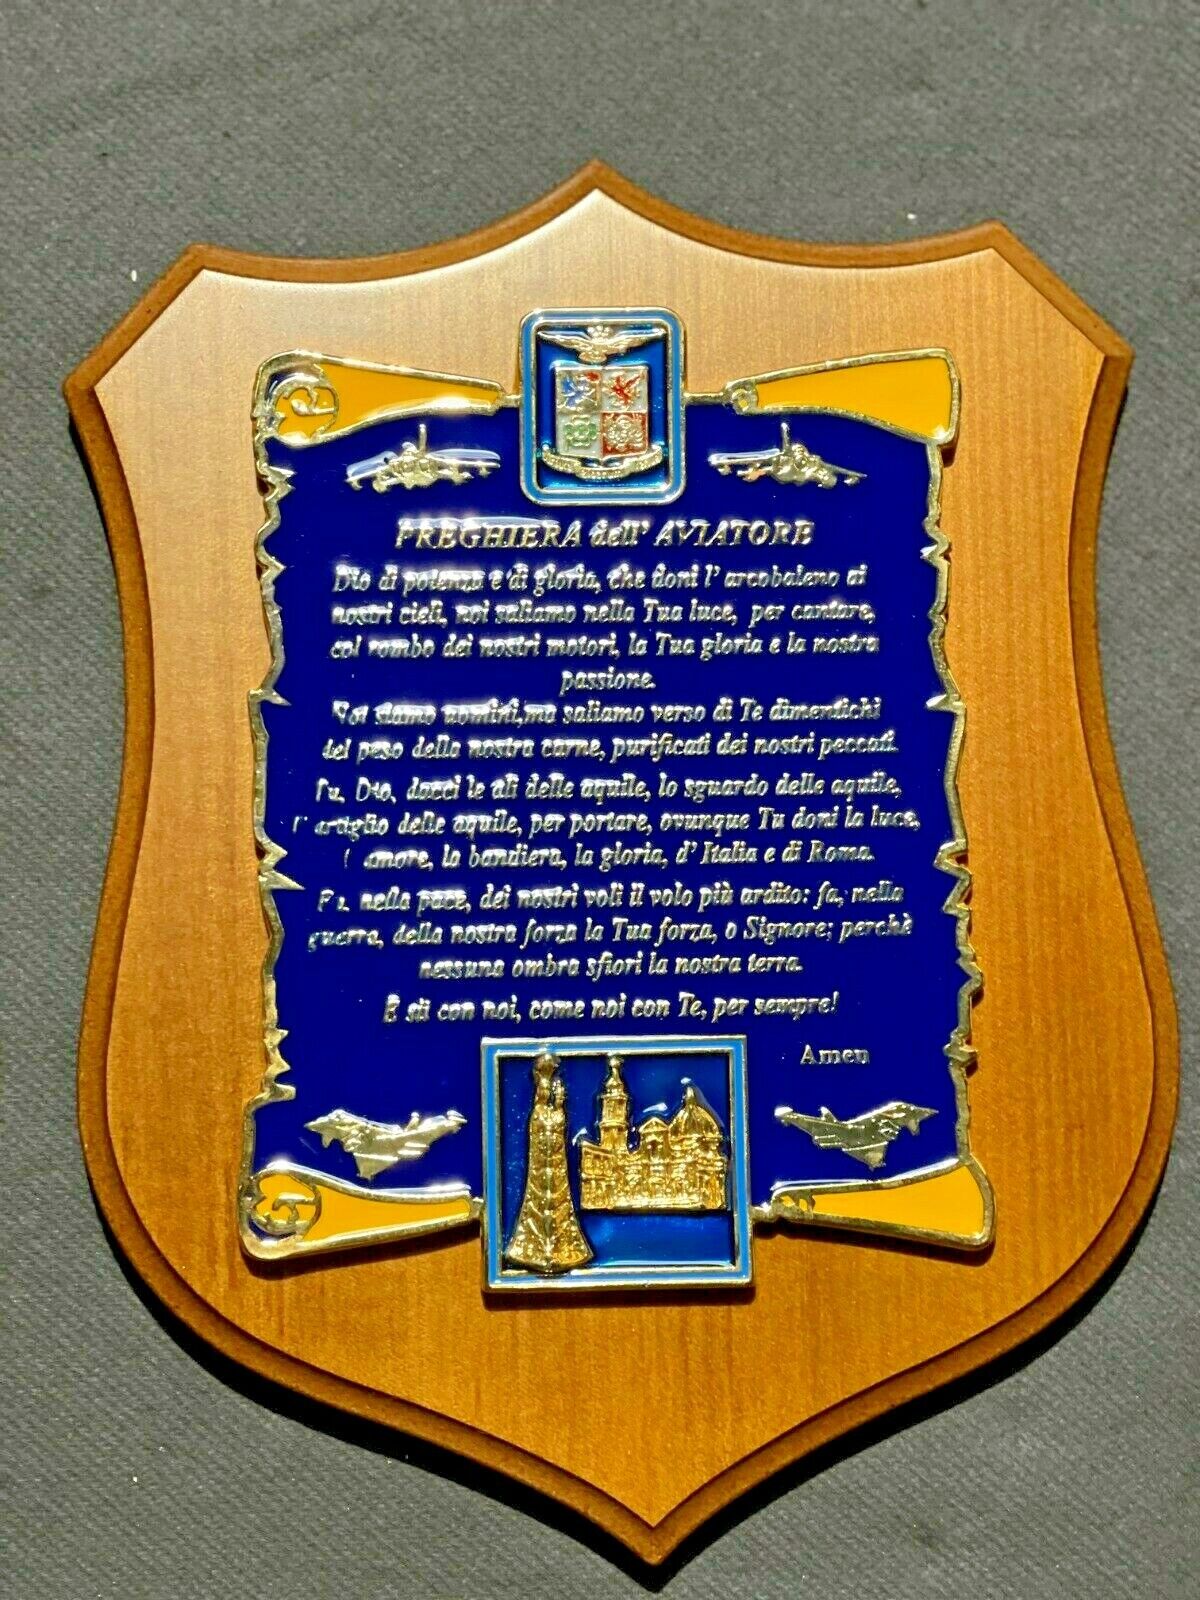 PREGHIERA dell' AVIATORE
Dio di potenza e di gloria, che doni l' arcobaleno ai
nostri cieli, noi saliamo nella Tua luce, per cantare,
col rombo dei nostri motori, la Tua gloria e la nostra
passione.
Noi siamo uomini,ma saliamo verso di Te dimentichi
del peso della nostra carne, purificati dei nostri peccati.
Tu, Dio, dacci le ali delle aquile, lo sguardo delle aquile,
l' artiglio delle aquile, per portare, ovunque Tu doni la luce,
l' amore, la bandiera, la gloria, d' Italia e di Roma.
Fa, nella pace, dei nostri voli il volo più ardito: fa, nella
guerra, della nostra forza la Tua forza, o Signore; perchè
nessuna ombra sfiori la nostra terra.
E sii con noi, come noi con Te, per sempre!
Amen